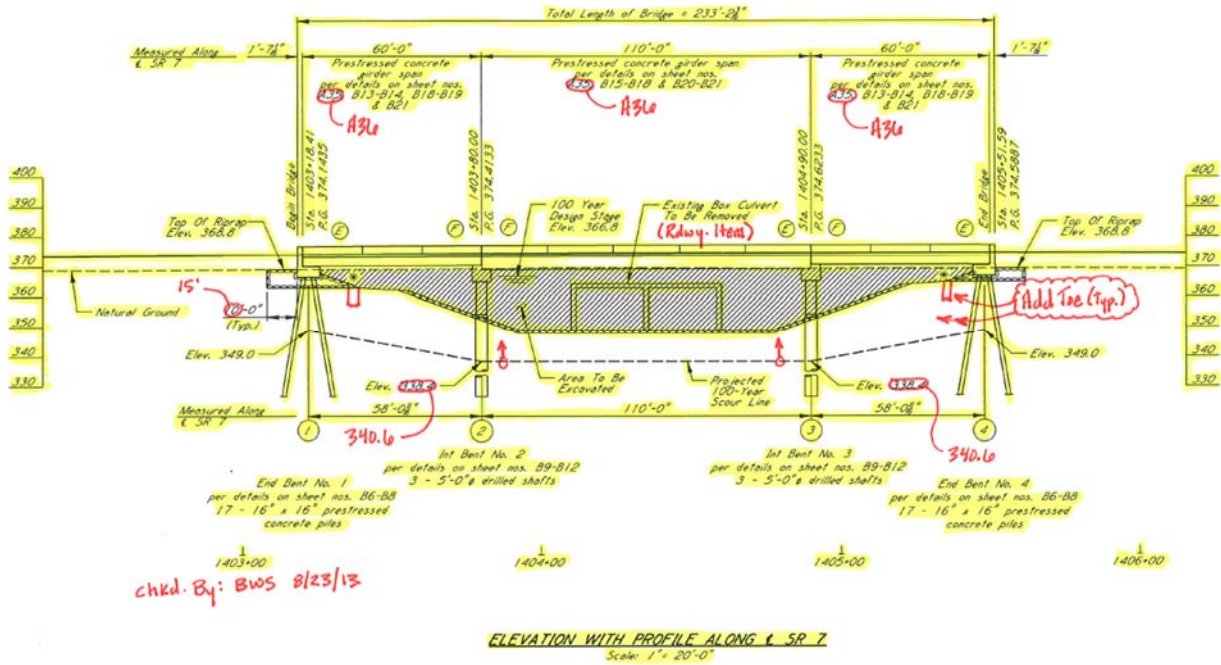 Total Length of Bridge = 233'-2⅜"
Measured Along
℄ SR 7
1'-7
60'-0"
110'-0"
60'-0"
1'-7
Prestressed concrete
girder span
per details on sheet nos.
A35, B13-B14, B18-B19
& B21
A36
Prestressed concrete
girder span
per details on sheet nos.
A35, B15-B18 & B20-B21
A36
Prestressed concrete
girder span
per details on sheet nos.
A35, B13-B14, B18-B19
& B21
A36
Begin Bridge
Sta. 1403+18.41
P.G. 374.1435
Sta. 1403+80.00
P.G. 374.4133
Sta. 1404+90.00
P.G. 374.6233
End Bridge
Sta. 1405+51.59
P.G. 374.5887
400
390
380
370
360
350
340
330
400
390
380
370
360
350
340
330
Top Of Riprap
Elev. 368.8
E
F
F
100 Year
Design Stage
Elev. 366.8
Existing Box Culvert
To Be Removed
(Rdwy. Item)
F
E
E
Top Of Riprap
Elev. 368.8
15'
10'-0"
(Typ.)
Natural Ground
Add Toe (Typ.)
Elev. 349.0
Elev. 338.4
Area To Be
Excavated
Projected
100-Year
Scour Line
Elev. 338.4
Elev. 349.0
Measured Along
℄ SR 7
58'-0
110'-0"
58'-0
1
340.6
2
3
340.6
4
Int Bent No. 2
per details on sheet nos. B9-B12
3 - 5'-0"ø drilled shafts
Int Bent No. 3
per details on sheet nos. B9-B12
3 - 5'-0"ø drilled shafts
End Bent No. 1
per details on sheet nos. B6-B8
17 - 16" x 16" prestressed
concrete piles
End Bent No. 4
per details on sheet nos. B6-B8
17 - 16" x 16" prestressed
concrete piles
1403+00
1404+00
1405+00
1406+00
chkd. By: BWS 8/23/13
ELEVATION WITH PROFILE ALONG ℄ SR 7
Scale: 1" = 20'-0"